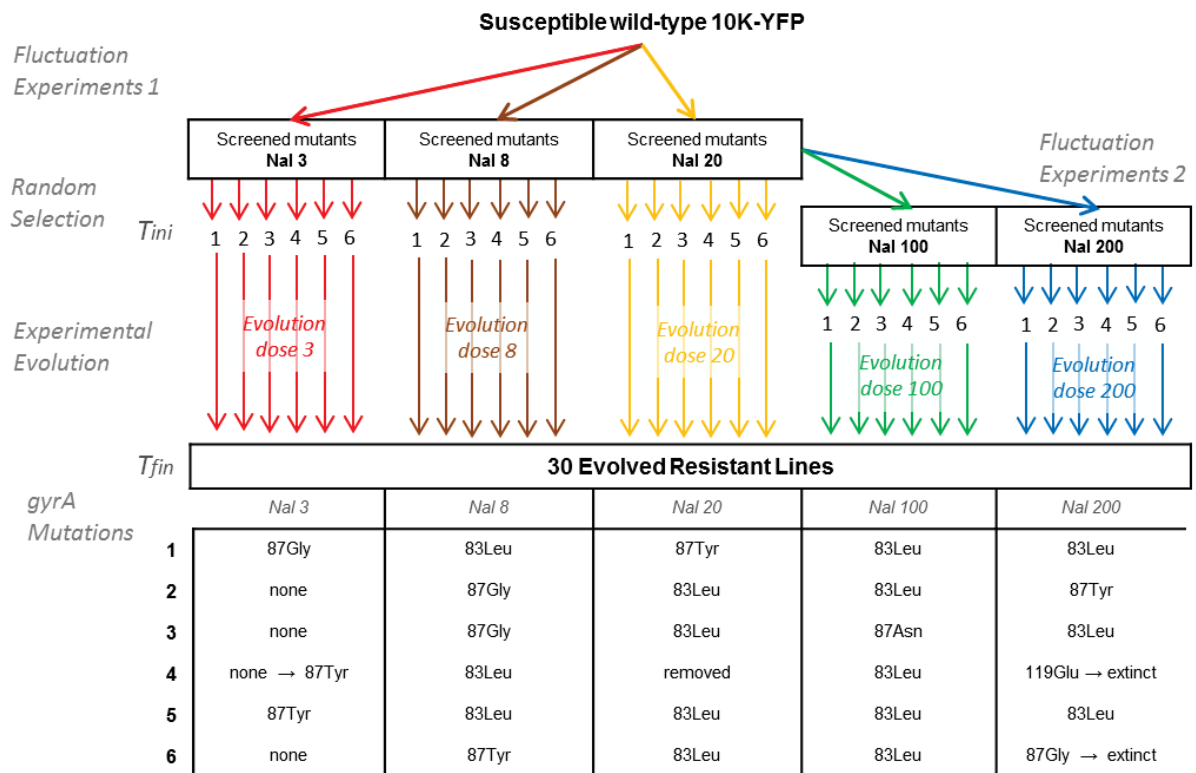 Susceptible wild-type 10K-YFP
Fluctuation
Experiments 1
Screened mutants
Nal 3
Screened mutants
Nal 8
Screened mutants
Nal 20
Fluctuation
Experiments 2
Random
Selection
Tini
1 2 3 4 5 6
1 2 3 4 5 6
1 2 3 4 5 6
Screened mutants
Nal 100
Screened mutants
Nal 200
1 2 3 4 5 6
1 2 3 4 5 6
Experimental
Evolution
Evolution
dose 3
Evolution
dose 8
Evolution
dose 20
Evolution
dose 100
Evolution
dose 200
Tfin
30 Evolved Resistant Lines
gyrA
Mutations
Nal 3 Nal 8 Nal 20 Nal 100 Nal 200
1 87Gly 83Leu 87Tyr 83Leu 83Leu
2 none 87Gly 83Leu 83Leu 87Tyr
3 none 87Gly 83Leu 87Asn 83Leu
4 none → 87Tyr 83Leu removed 83Leu 119Glu → extinct
5 87Tyr 83Leu 83Leu 83Leu 83Leu
6 none 87Tyr 83Leu 83Leu 87Gly → extinct